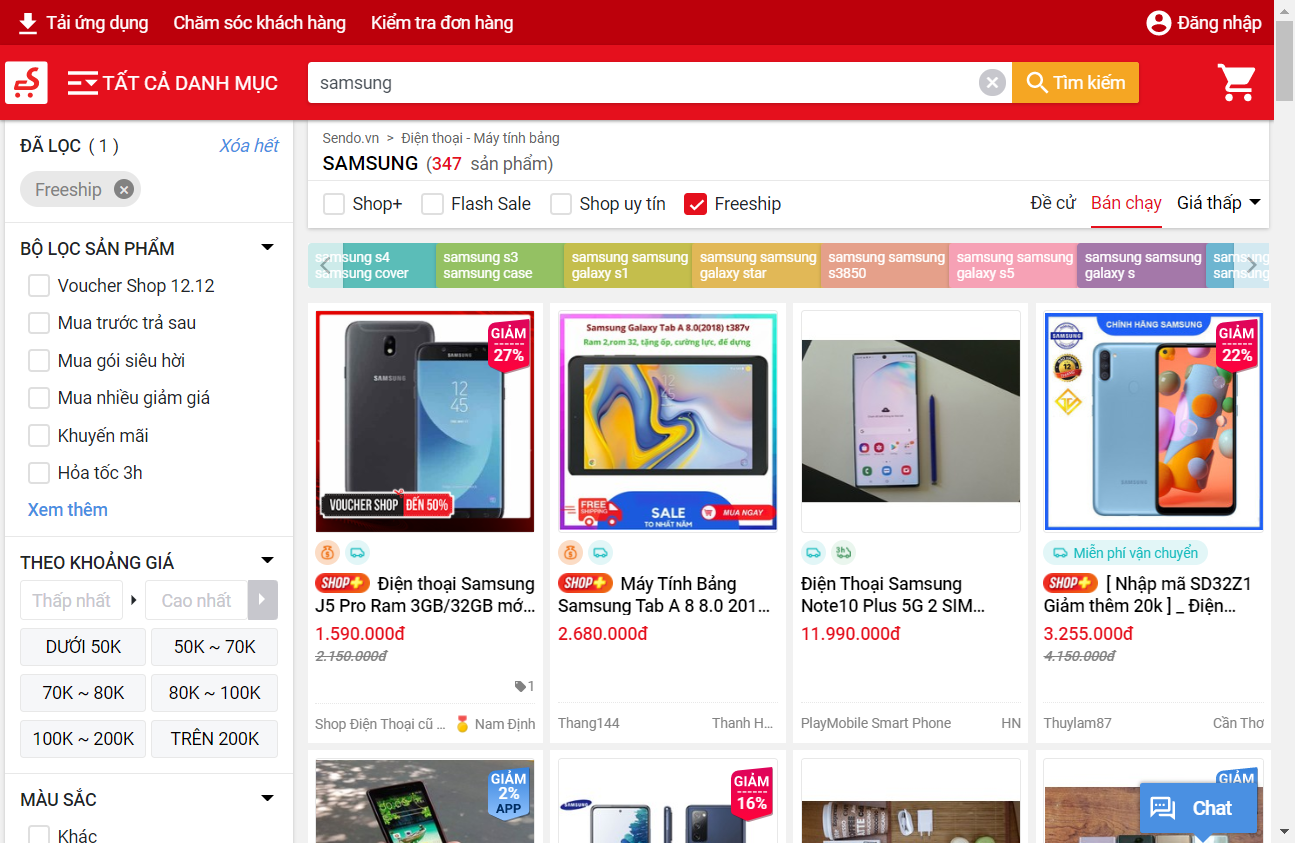 Tải ứng dụng Chăm sóc khách hàng Kiểm tra đơn hàng Đăng nhập
TẤT CẢ DANH MỤC samsung Tìm kiếm
ĐÃ LỌC ( 1 ) Xóa hết
Freeship
BỘ LỌC SẢN PHẨM
Voucher Shop 12.12
Mua trước trả sau
Mua gói siêu hời
Mua nhiều giảm giá
Khuyến mãi
Hỏa tốc 3h
Xem thêm
THEO KHOẢNG GIÁ
Thấp nhất Cao nhất
DƯỚI 50K 50K ~ 70K
70K ~ 80K 80K ~ 100K
100K ~ 200K TRÊN 200K
MÀU SẮC
Khác
Sendo.vn > Điện thoại - Máy tính bảng
SAMSUNG (347 sản phẩm)
Shop+ Flash Sale Shop uy tín Freeship Đề cử Bán chạy Giá thấp
samsung s4
samsung cover
samsung s3
samsung case
samsung samsung
galaxy s1
samsung samsung
galaxy star
samsung samsung
s3850
samsung samsung
galaxy s5
samsung samsung
galaxy s
GIẢM
27%
SAMSUNG
SAMSUNG
12
45
VOUCHER SHOP ĐẾN 50%
SHOP+ Điện thoại Samsung
J5 Pro Ram 3GB/32GB mớ...
1.590.000đ
2.150.000đ
1
Shop Điện Thoại cũ ... Nam Định
Samsung Galaxy Tab A 8.0(2018) t387v
Ram 2,rom 32, tặng ốp, cường lực, đế dựng
12
45
FREE
SHIPPING
SALE
TO NHẤT NĂM
MUA NGAY
SHOP+ Máy Tính Bảng
Samsung Tab A 8 8.0 201...
2.680.000đ
Thang144 Thanh H...
3h
Điện Thoại Samsung
Note10 Plus 5G 2 SIM...
11.990.000đ
PlayMobile Smart Phone HN
CHÍNH HÃNG SAMSUNG
SAMSUNG
12
GIẢM
22%
SAMSUNG
Miễn phí vận chuyển
SHOP+ [ Nhập mã SD32Z1
Giảm thêm 20k ] _ Điện...
3.255.000đ
4.150.000đ
Thuylam87 Cần Thơ
GIẢM
2%
APP
SAMSUNG
GIẢM
16%
GIẢM
Chat